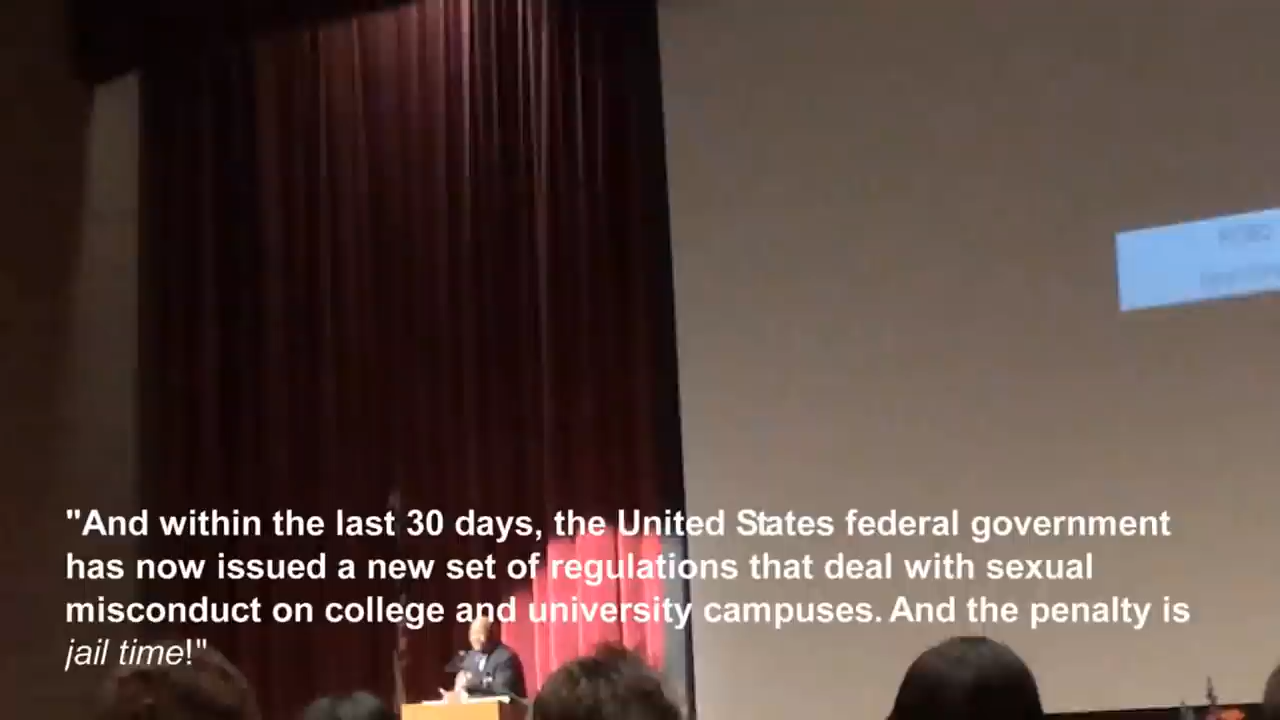 "And within the last 30 days, the United States federal government
has now issued a new set of regulations that deal with sexual
misconduct on college and university campuses. And the penalty is
jail time!"